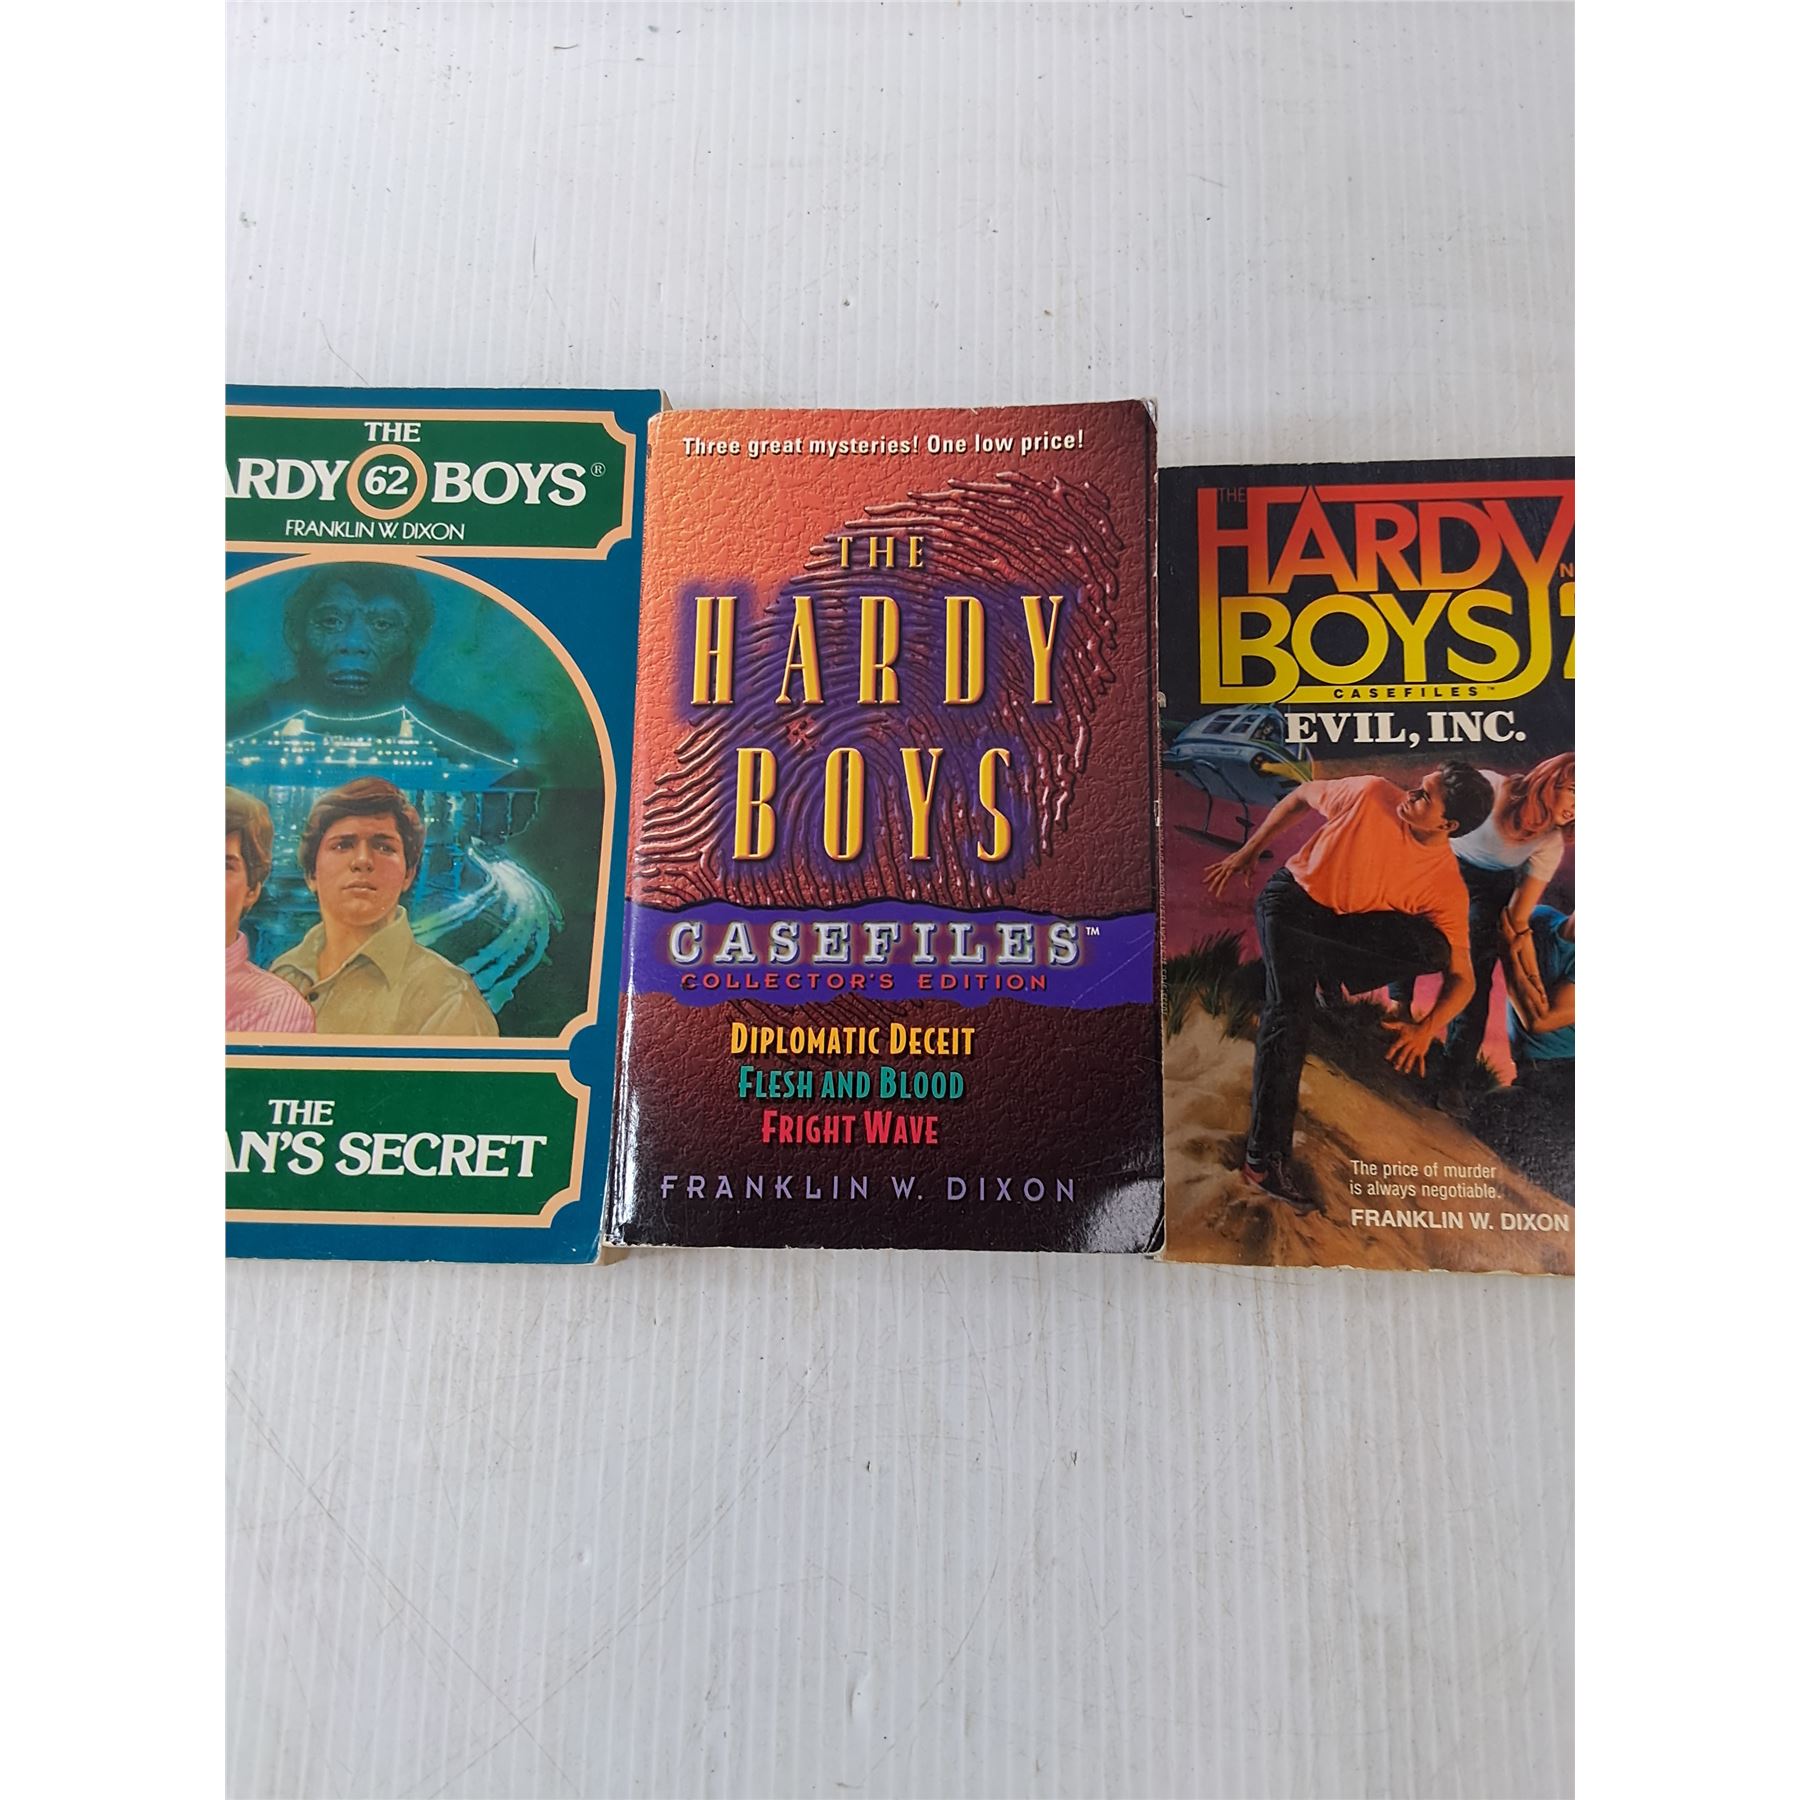 THE
ARDY 62 BOYS®
FRANKLIN W. DIXON
THE
AN'S SECRET
Three great mysteries! One low price!
THE
HARDY
BOYS
CASEFILES™
COLLECTOR'S EDITION
DIPLOMATIC DECEIT
FLESH AND BLOOD
FRIGHT WAVE
FRANKLIN W. DIXON
THE
HARDY
BOYS
CASEFILES™
EVIL, INC.
The price of murder
is always negotiable.
FRANKLIN W. DIXON